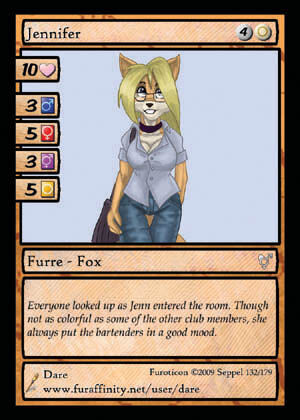 Jennifer
4
10
3
5
3
5
Furre - Fox
Everyone looked up as Jenn entered the room. Though
not as colorful as some of the other club members, she
always put the bartenders in a good mood.
Dare
Furoticon ©2009 Seppel 132/179
www.furaffinity.net/user/dare